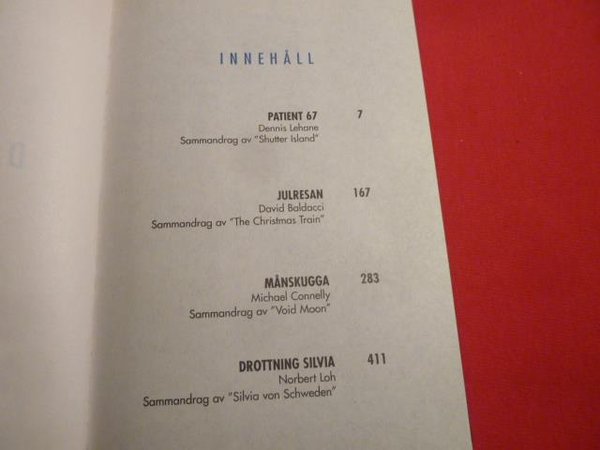 INNEHÅLL
PATIENT 67 7
Dennis Lehane
Sammandrag av "Shutter Island"
JULRESAN 167
David Baldacci
Sammandrag av "The Christmas Train"
MÅNSKUGGA 283
Michael Connelly
Sammandrag av "Void Moon"
DROTTNING SILVIA 411
Norbert Loh
Sammandrag av "Silvia von Schweden"